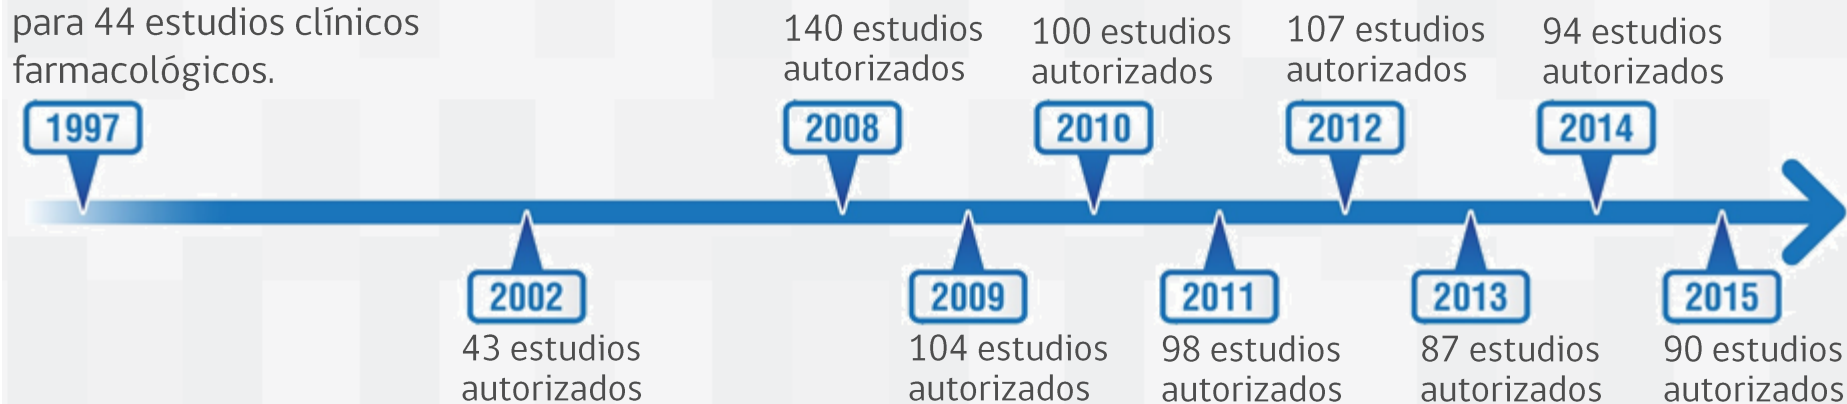 para 44 estudios clínicos
farmacológicos.
1997
140 estudios
autorizados
2008
100 estudios
autorizados
2010
107 estudios
autorizados
2012
94 estudios
autorizados
2014
2002
43 estudios
autorizados
2009
104 estudios
autorizados
2011
98 estudios
autorizados
2013
87 estudios
autorizados
2015
90 estudios
autorizados